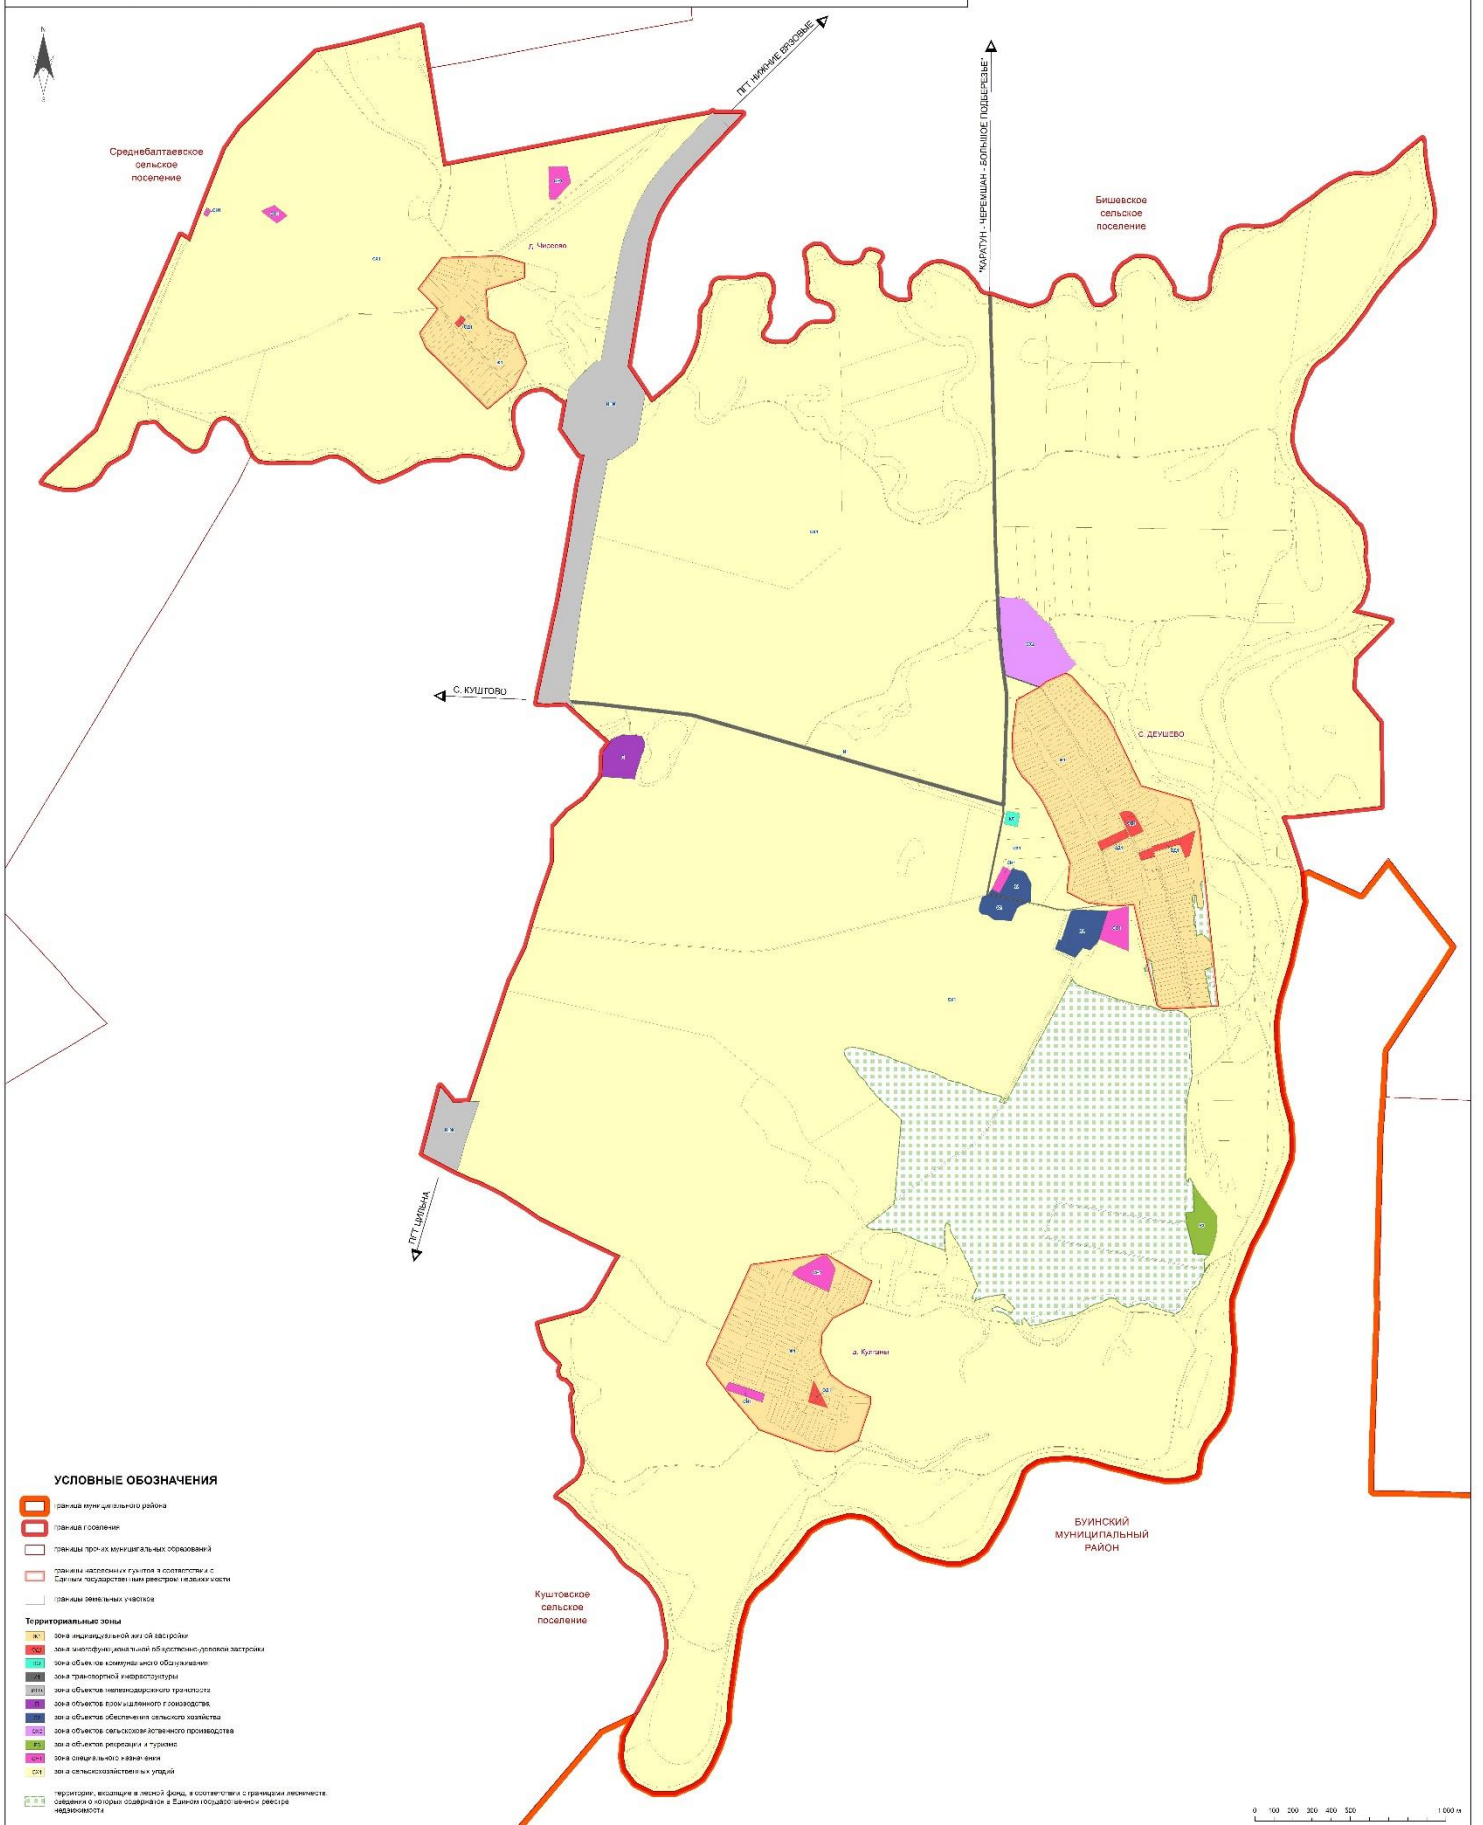 N
S
ПГТ НИЖНИЕ ВЯЗОВЫЕ
"КАРАТУН - ЧЕРЕМШАН - БОЛЬШОЕ ПОДБЕРЕЗЬЕ"
Среднебалтаевское
сельское
поселение
Бишевское
сельское
поселение
д. Чирсево
С. КУШТОВО
С. ДЕУШЕВО
ПГТ ЦИЛЬНА
д. Кулганы
БУИНСКИЙ
МУНИЦИПАЛЬНЫЙ
РАЙОН
Куштовское
сельское
поселение
УСЛОВНЫЕ ОБОЗНАЧЕНИЯ
граница муниципального района
граница поселения
границы прочих муниципальных образований
границы населенных пунктов в соответствии с
Единым государственным реестром недвижимости
границы земельных участков
Территориальные зоны
зона индивидуальной жилой застройки
зона многофункциональной общественно-деловой застройки
зона объектов коммунального обслуживания
зона транспортной инфраструктуры
зона объектов железнодорожного транспорта
зона объектов промышленного производства
зона объектов обеспечения сельского хозяйства
зона объектов сельскохозяйственного производства
зона объектов рекреации и туризма
зона специального назначения
зона сельскохозяйственных угодий
территории, входящие в лесной фонд, в соответствии с границами лесничеств,
сведения о которых содержатся в Едином государственном реестре
недвижимости
0 100 200 300 400 500 1 000 м